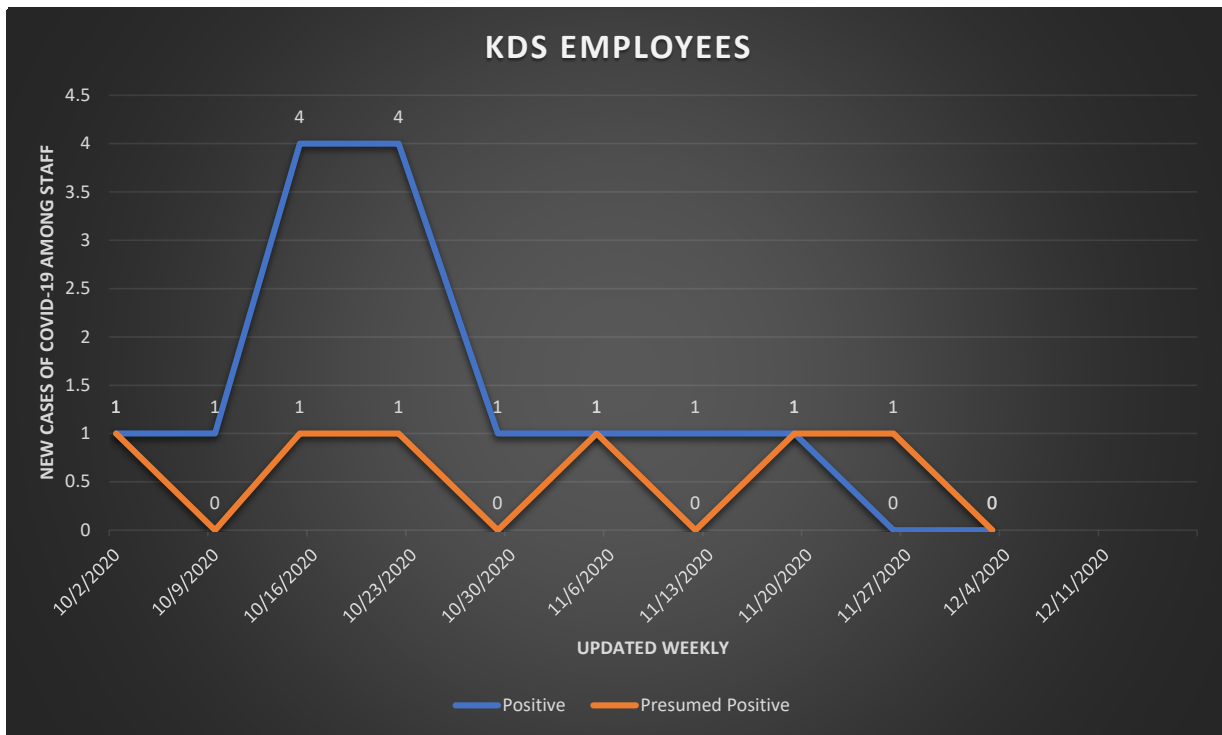 KDS EMPLOYEES
NEW CASES OF COVID-19 AMONG STAFF
4.5
4
3.5
3
2.5
2
1.5
1
0.5
0
4 4
1 1 1 1 1 1 1 1 1
0 0 0 0 0
10/2/2020 10/9/2020 10/16/2020 10/23/2020 10/30/2020 11/6/2020 11/13/2020 11/20/2020 11/27/2020 12/4/2020 12/11/2020
UPDATED WEEKLY
Positive Presumed Positive